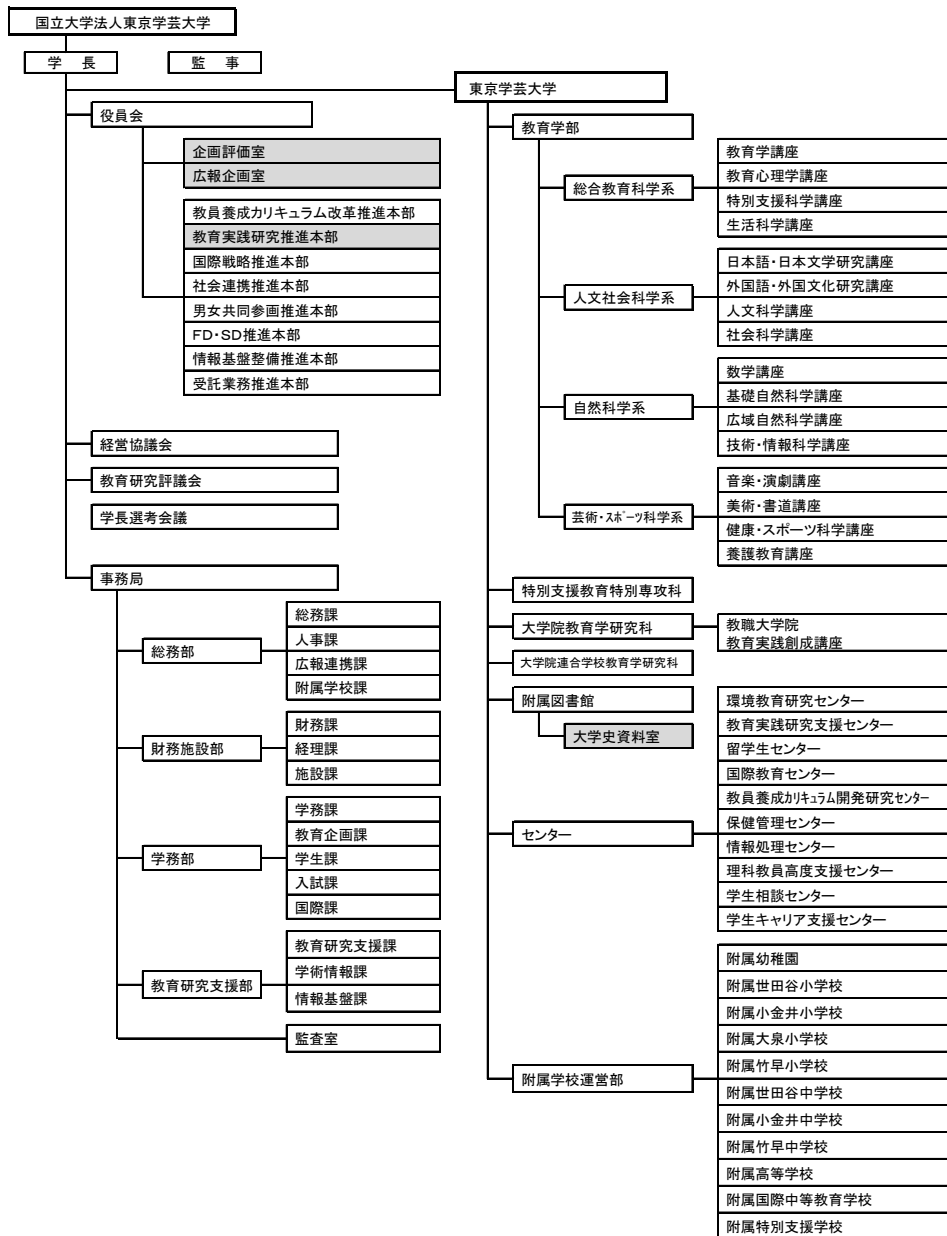 国立大学法人東京学芸大学
学 長
監 事
役員会
企画評価室
広報企画室
教員養成カリキュラム改革推進本部
教育実践研究推進本部
国際戦略推進本部
社会連携推進本部
男女共同参画推進本部
FD・SD推進本部
情報基盤整備推進本部
受託業務推進本部
経営協議会
教育研究評議会
学長選考会議
事務局
総務部
総務課
人事課
広報連携課
附属学校課
財務施設部
財務課
経理課
施設課
学務部
学務課
教育企画課
学生課
入試課
国際課
教育研究支援部
教育研究支援課
学術情報課
情報基盤課
監査室
東京学芸大学
教育学部
総合教育科学系
教育学講座
教育心理学講座
特別支援科学講座
生活科学講座
人文社会科学系
日本語・日本文学研究講座
外国語・外国文化研究講座
人文科学講座
社会科学講座
自然科学系
数学講座
基礎自然科学講座
広域自然科学講座
技術・情報科学講座
芸術・スポーツ科学系
音楽・演劇講座
美術・書道講座
健康・スポーツ科学講座
養護教育講座
特別支援教育特別専攻科
大学院教育学研究科
教職大学院
教育実践創成講座
大学院連合学校教育学研究科
附属図書館
大学史資料室
センター
環境教育研究センター
教育実践研究支援センター
留学生センター
国際教育センター
教員養成カリキュラム開発研究センター
保健管理センター
情報処理センター
理科教員高度支援センター
学生相談センター
学生キャリア支援センター
附属学校運営部
附属幼稚園
附属世田谷小学校
附属小金井小学校
附属大泉小学校
附属竹早小学校
附属世田谷中学校
附属小金井中学校
附属竹早中学校
附属高等学校
附属国際中等教育学校
附属特別支援学校